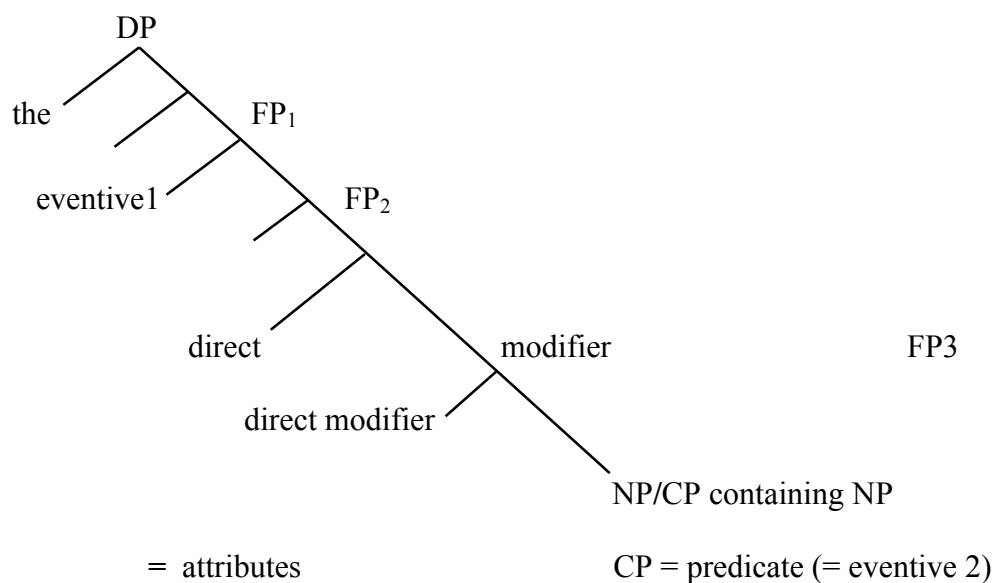 DP
the FP₁
eventive1 FP₂
direct modifier FP3
direct modifier
NP/CP containing NP
= attributes CP = predicate (= eventive 2)